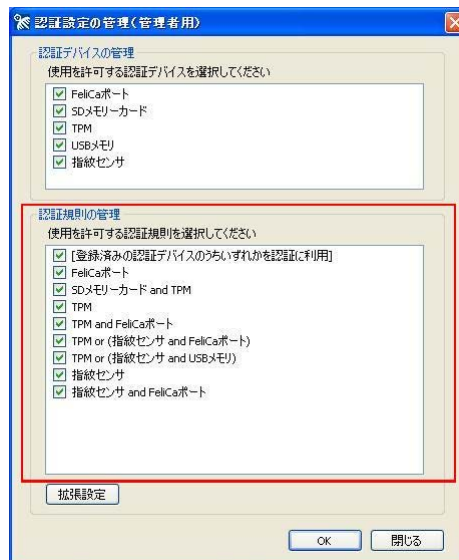 認証設定の管理(管理者用)
認証デバイスの管理
使用を許可する認証デバイスを選択してください
FeliCaポート
SDメモリーカード
TPM
USBメモリ
指紋センサ
認証規則の管理
使用を許可する認証規則を選択してください
[登録済みの認証デバイスのうちいずれかを認証に利用]
FeliCaポート
SDメモリーカード and TPM
TPM
TPM and FeliCaポート
TPM or (指紋センサ and FeliCaポート)
TPM or (指紋センサ and USBメモリ)
指紋センサ
指紋センサ and FeliCaポート
拡張設定
OK
閉じる